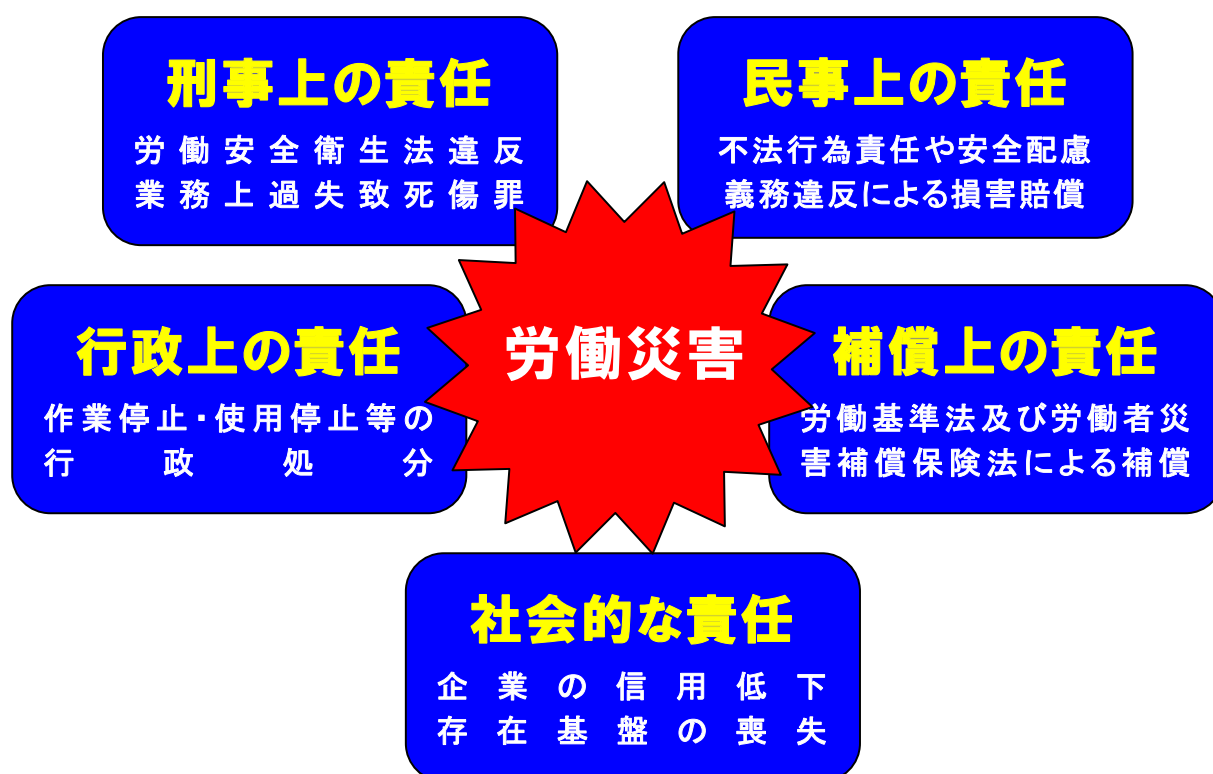 刑事上の責任
労働安全衛生法違反
業務上過失致死傷罪
民事上の責任
不法行為責任や安全配慮
義務違反による損害賠償
行政上の責任
作業停止・使用停止等の
行政処分
労働災害
補償上の責任
労働基準法及び労働者災
害補償保険法による補償
社会的な責任
企業の信用低下
存在基盤の喪失